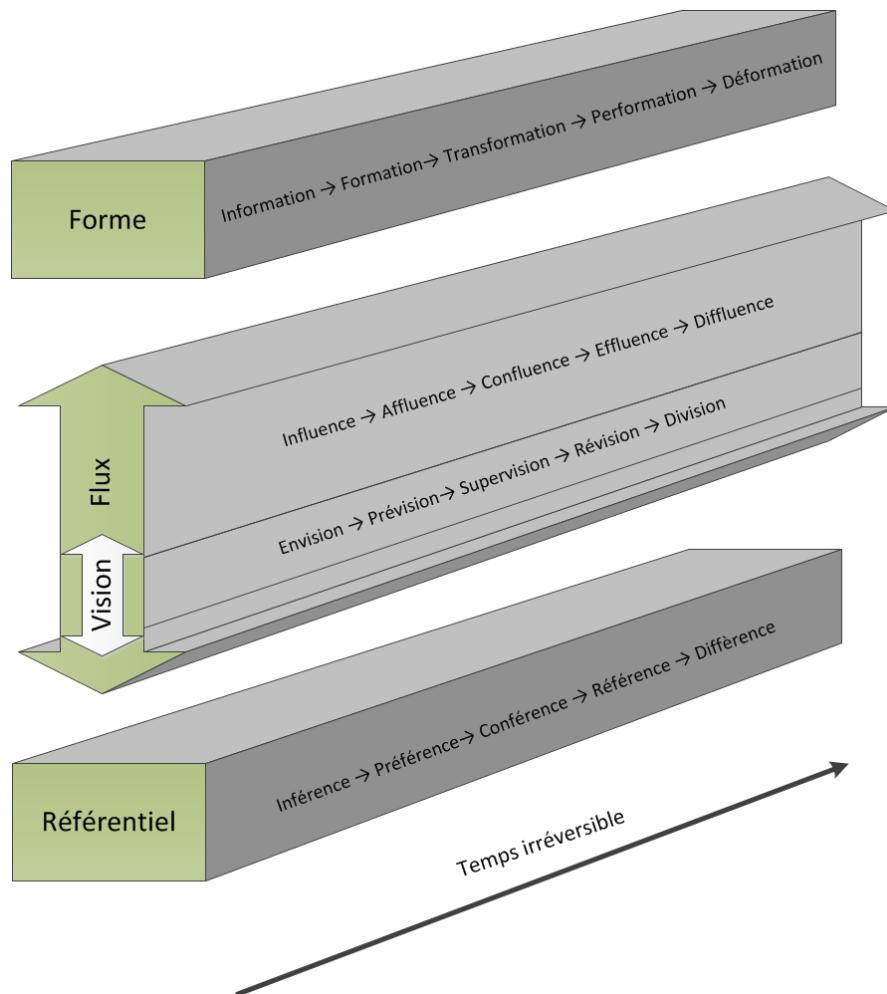 Information → Formation→ Transformation → Performation → Déformation
Forme
Influence → Affluence → Confluence → Effluence → Diffluence
Flux
Envision → Prévision→ Supervision → Révision → Division
Vision
Inférence → Préférence→ Conférence → Référence → Diffèrence
Référentiel
Temps irréversible